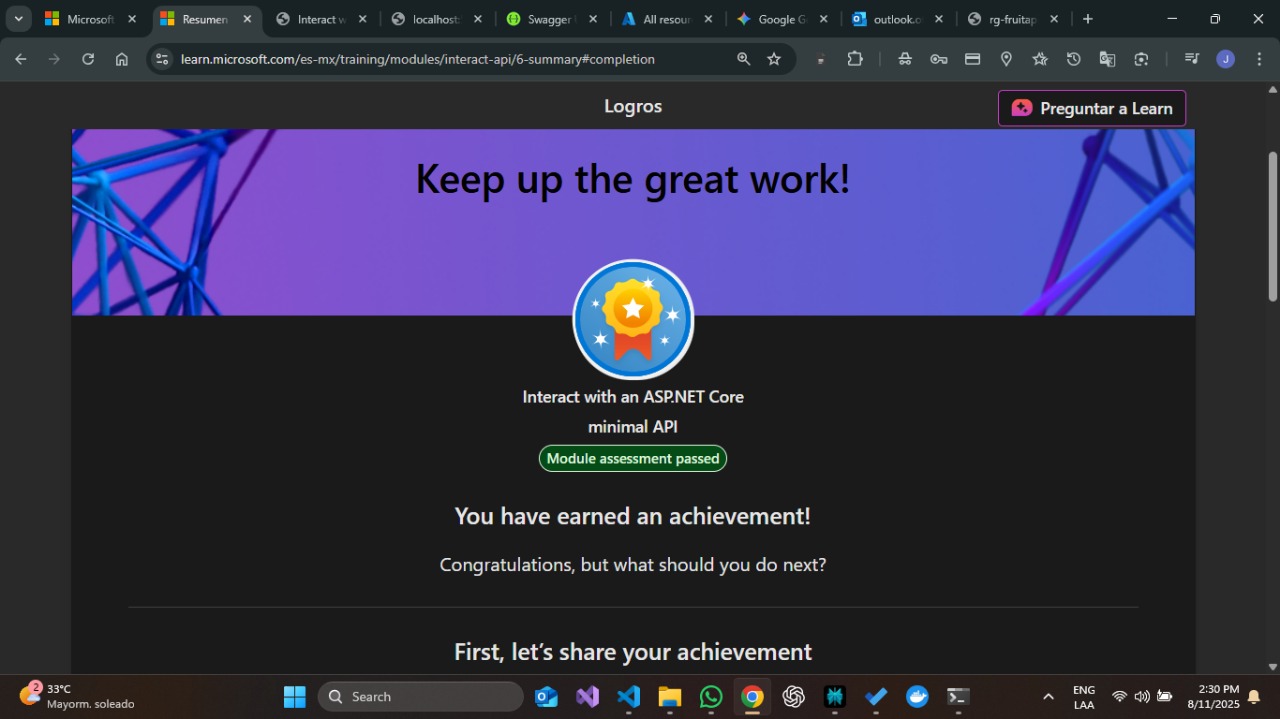 Microsoft
Resumen
Interact w
localhost:
Swagger
All resour
Google G
outlook.o
rg-fruitap
learn.microsoft.com/es-mx/training/modules/interact-api/6-summary#completion
J
Logros
Preguntar a Learn
Keep up the great work!
Interact with an ASP.NET Core
minimal API
Module assessment passed
You have earned an achievement!
Congratulations, but what should you do next?
First, let's share your achievement
2
33°C
Mayorm. soleado
Search
ENG
LAA
2:30 PM
8/11/2025